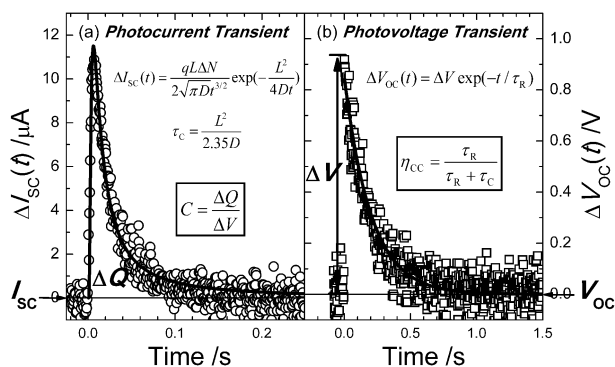 (a) Photocurrent Transient
ΔI_SC(t) = qLΔN / 2√πDt^3/2 exp(−L²/4Dt)
τ_C = L²/2.35D
C = ΔQ/ΔV
ΔQ
12
10
8
6
4
2
0
ΔI_SC(t) /μA
I_SC
0.0 0.1 0.2
Time /s
(b) Photovoltage Transient
ΔV_OC(t) = ΔV exp(−t / τ_R)
η_CC = τ_R / τ_R + τ_C
ΔV
1.0
0.8
0.6
0.4
0.2
0.0
ΔV_OC(t) /V
V_OC
0.0 0.5 1.0 1.5
Time /s